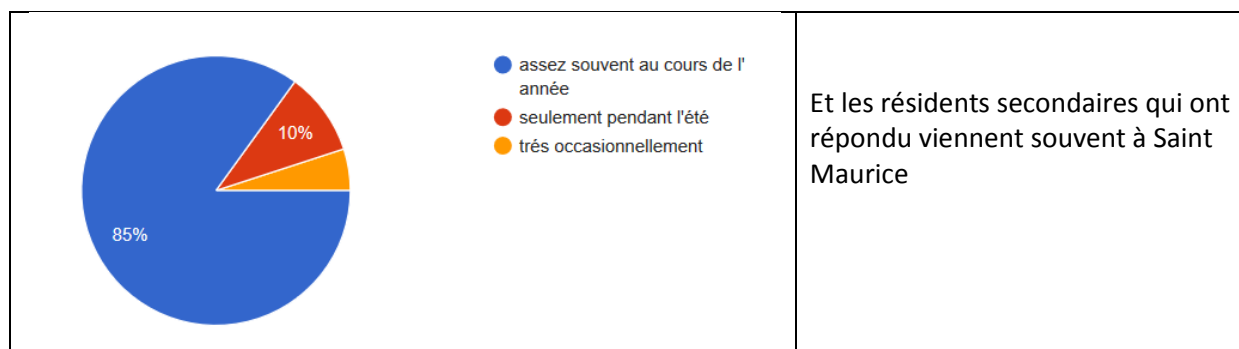 assez souvent au cours de l'
année
seulement pendant l'été
trés occasionnellement
10%
85%
Et les résidents secondaires qui ont
répondu viennent souvent à Saint
Maurice